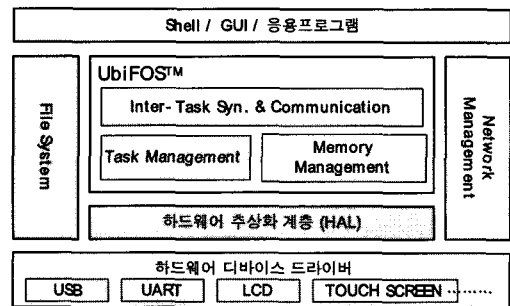 Shell / GUI / 응용프로그램
File System
UbiFOS™
Inter-Task Syn. & Communication
Task Management
Memory
Management
Network
Management
하드웨어 추상화 계층 (HAL)
하드웨어 디바이스 드라이버
USB
UART
LCD
TOUCH SCREEN ·········